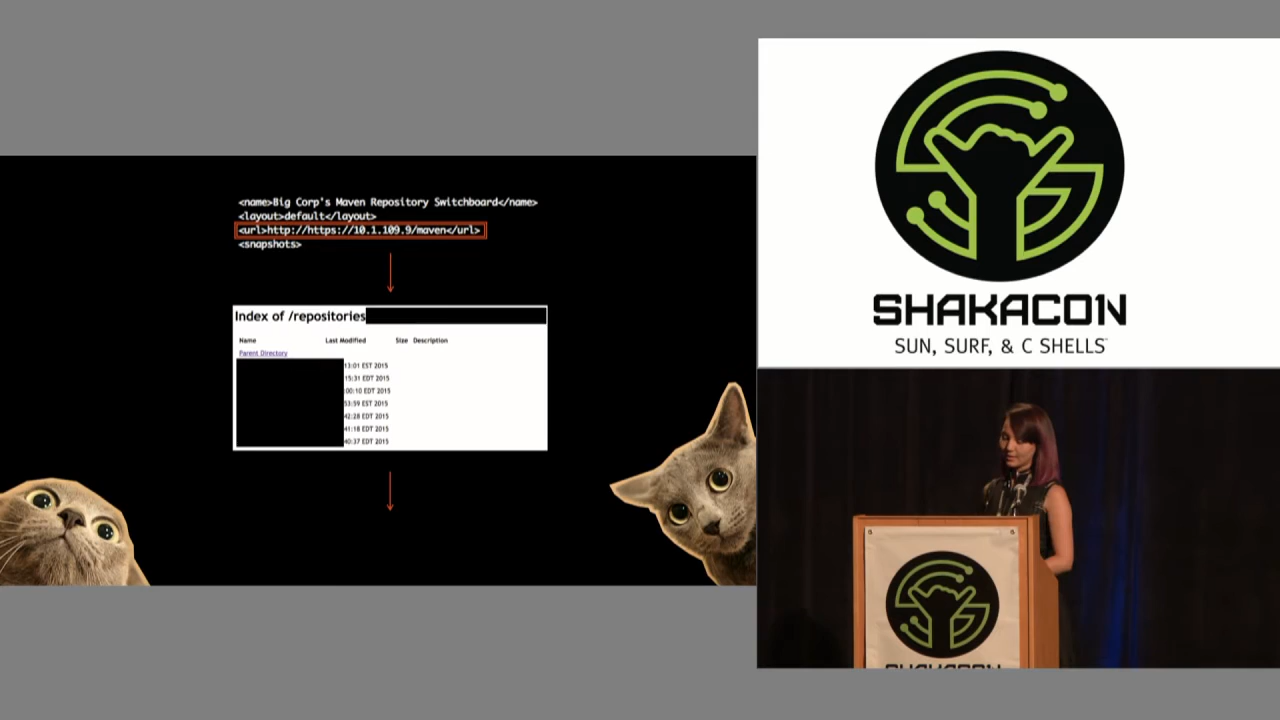 <name>Big Corp's Maven Repository Switchboard</name>
<layout>default</layout>
<url>http://https://10.1.109.9/maven</url>
<snapshots>
Index of /repositories
Name Last Modified Size Description
Parent Directory
13:01 EST 2015
15:31 EDT 2015
:00:10 EDT 2015
53:59 EST 2015
42:28 EDT 2015
41:18 EDT 2015
40:37 EDT 2015
SHAKACON
SUN, SURF, & C SHELLS
SHAKACON